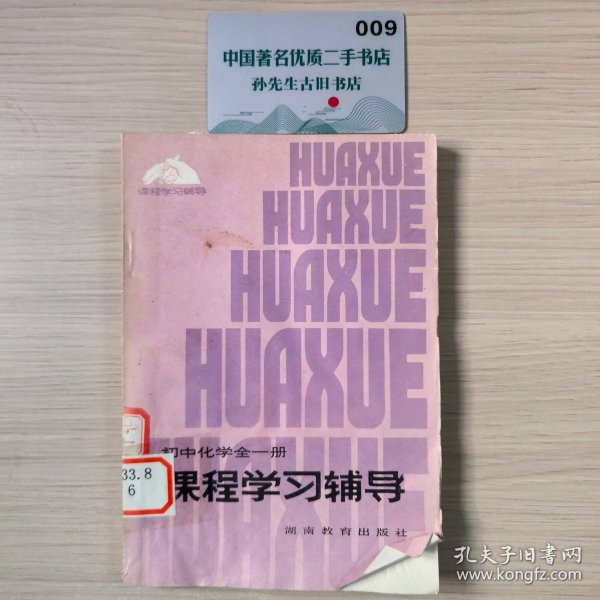 009
中国著名优质二手书店
孙先生古旧书店
课程学习辅导
HUAXUE
HUAXUE
HUAXUE
HUAXUE
HUAXUE
初中化学全一册
33.8
6
课程学习辅导
湖南教育出版社
孔夫子旧书网
www.kongfz.com